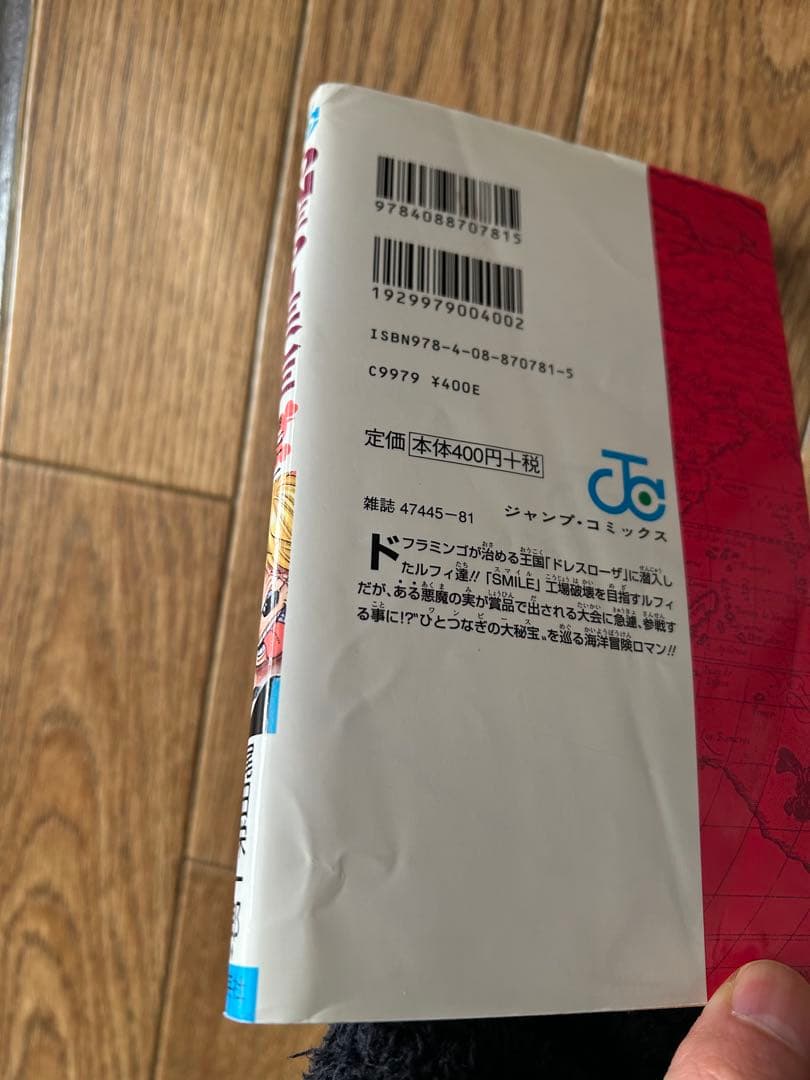 9784088707815
1929979004002
ISBN978-4-08-870781-5
C9979 ¥400E
定価 本体400円+税
雑誌 47445-81
JC
ジャンプ・コミックス
ドフラミンゴが治める王国「ドレスローザ」に潜入し
たルフィ達!!「SMILE」工場破壊を目指すルフィ
だが、ある悪魔の実が賞品で出される大会に急遽、参戦す
る事に!?"ひとつなぎの大秘宝"を巡る海洋冒険ロマン!!